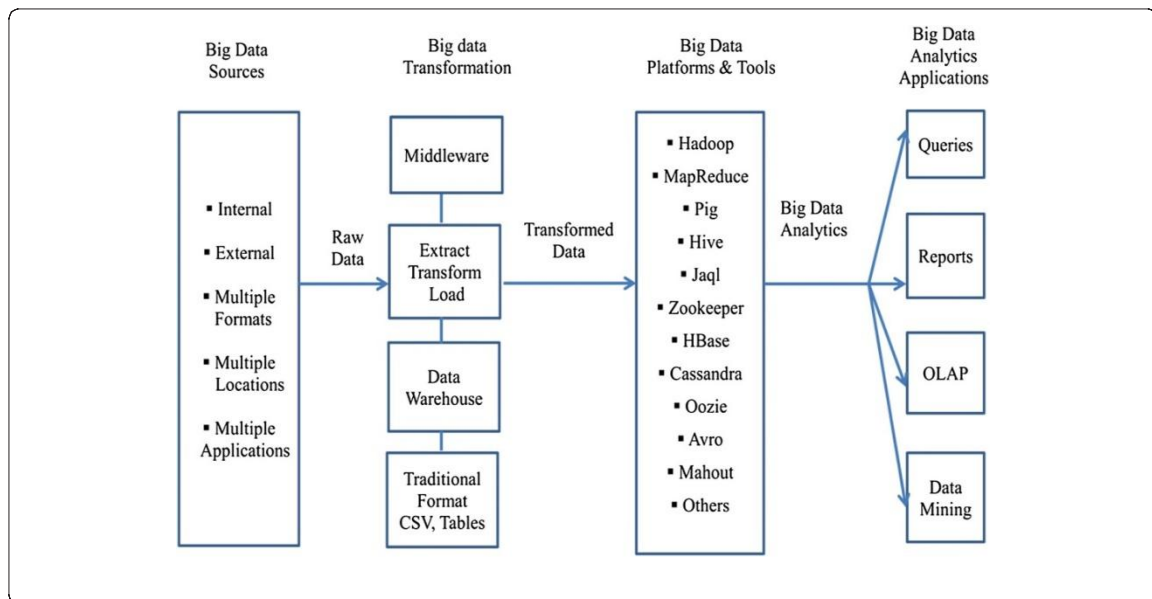 Big Data
Sources
Big data
Transformation
Big Data
Platforms & Tools
Big Data
Analytics
Applications
▪ Internal
▪ External
▪ Multiple
Formats
▪ Multiple
Locations
▪ Multiple
Applications
Raw
Data
Middleware
Extract
Transform
Load
Data
Warehouse
Traditional
Format
CSV, Tables
Transformed
Data
▪ Hadoop
▪ MapReduce
▪ Pig
▪ Hive
▪ Jaql
▪ Zookeeper
▪ HBase
▪ Cassandra
▪ Oozie
▪ Avro
▪ Mahout
▪ Others
Big Data
Analytics
Queries
Reports
OLAP
Data
Mining